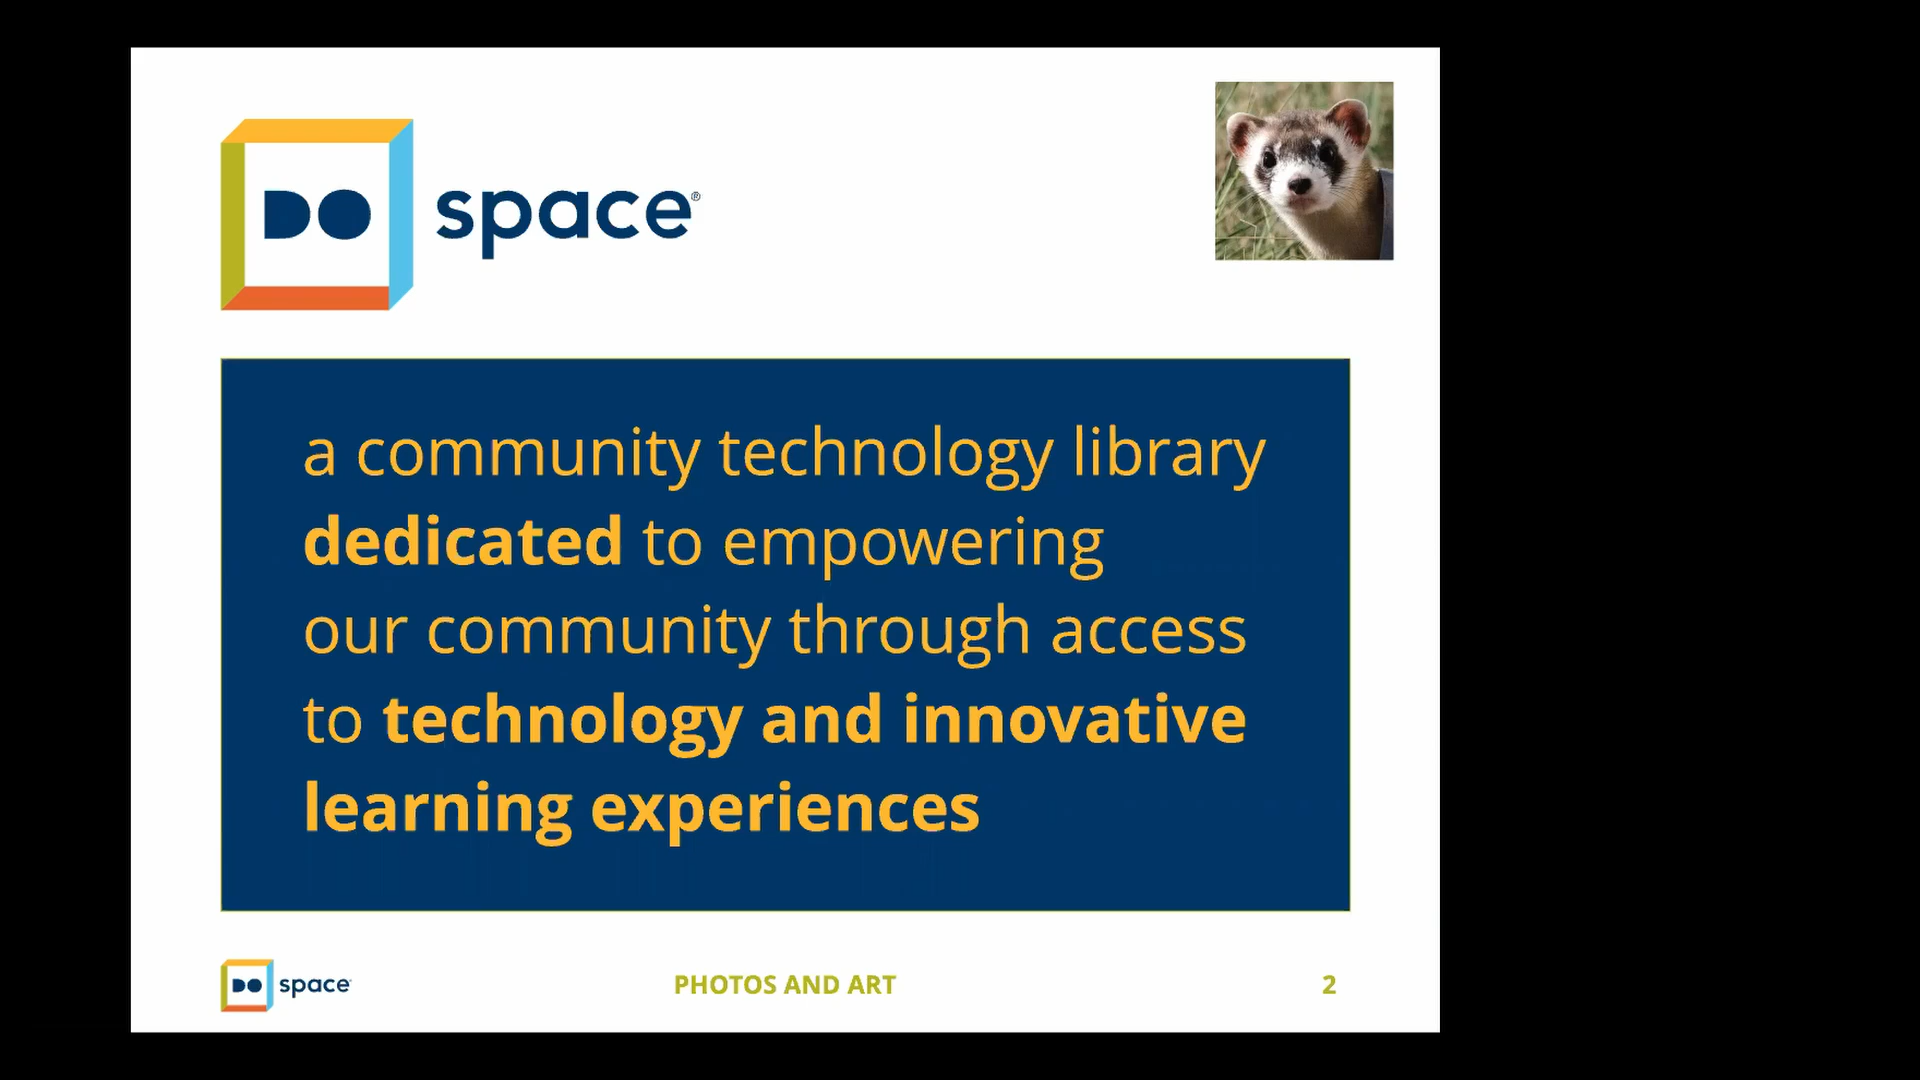 DO space®
a community technology library
dedicated to empowering
our community through access
to technology and innovative
learning experiences
DO space
PHOTOS AND ART
2